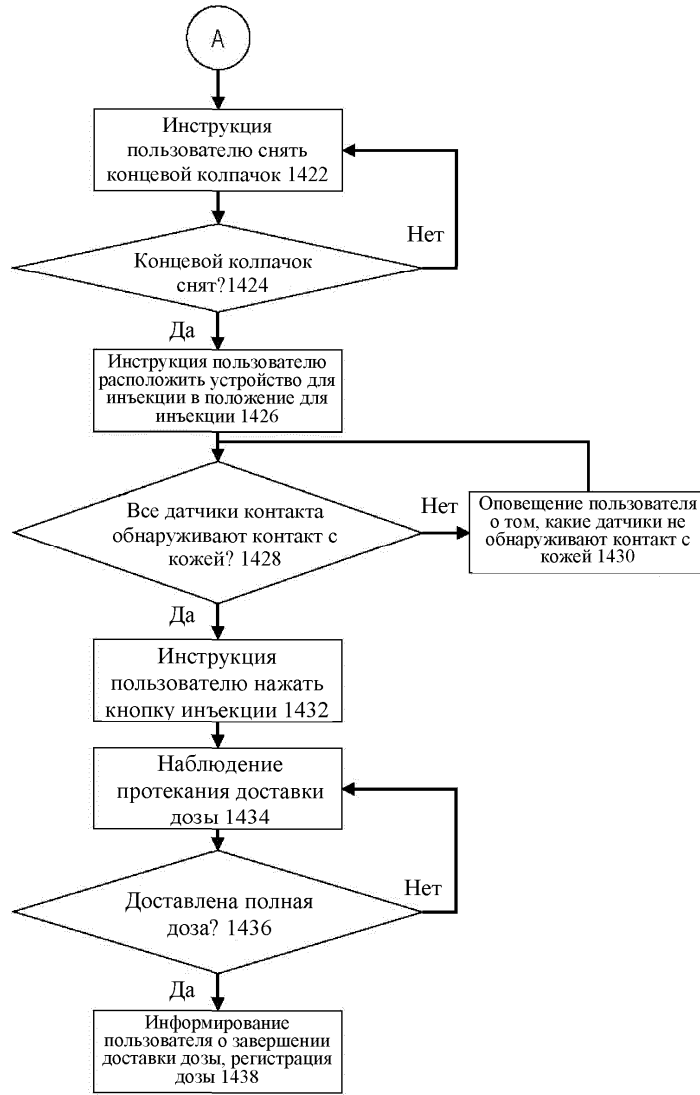 A
Инструкция
пользователю снять
концевой колпачок 1422
Нет
Концевой колпачок
снят?1424
Да
Инструкция пользователю
расположить устройство для
инъекции в положение для
инъекции 1426
Все датчики контакта
обнаруживают контакт с
кожей? 1428
Нет
Оповещение пользователя
о том, какие датчики не
обнаруживают контакт с
кожей 1430
Да
Инструкция
пользователю нажать
кнопку инъекции 1432
Наблюдение
протекания доставки
дозы 1434
Нет
Доставлена полная
доза? 1436
Да
Информирование
пользователя о завершении
доставки дозы, регистрация
дозы 1438